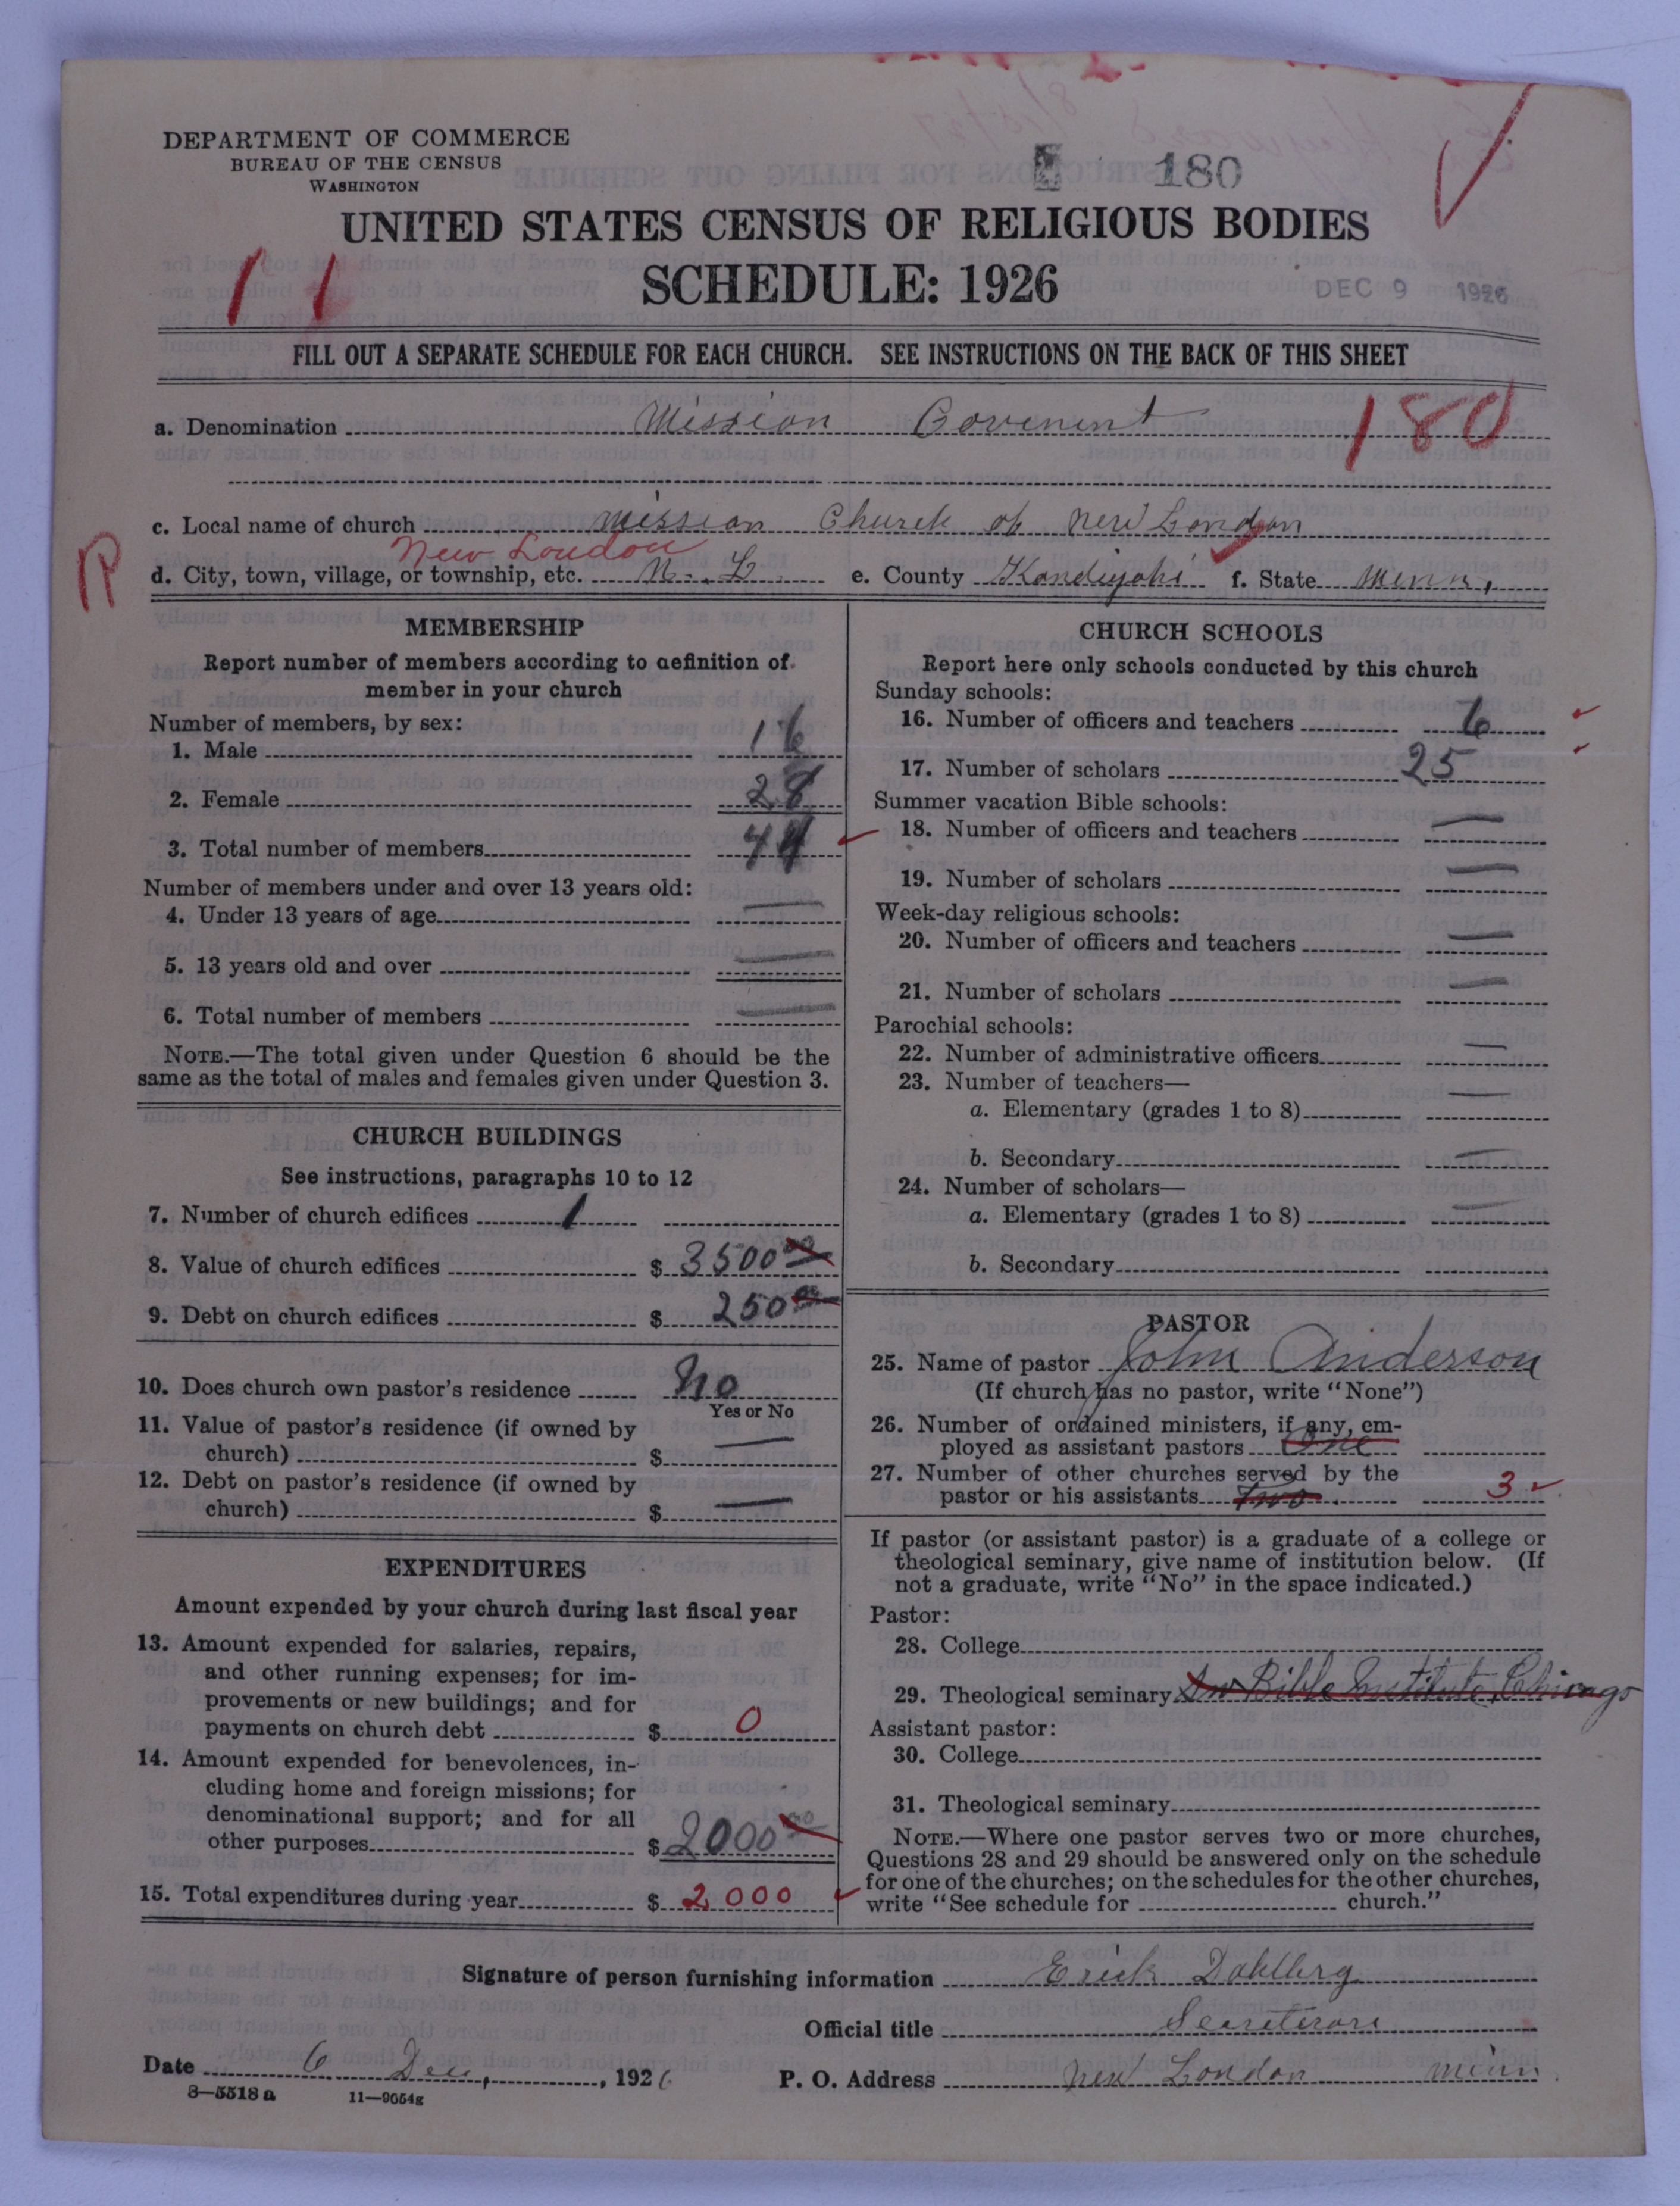 DEPARTMENT OF COMMERCE
BUREAU OF THE CENSUS
WASHINGTON
180
UNITED STATES CENSUS OF RELIGIOUS BODIES
SCHEDULE: 1926
11
DEC 9 1926
FILL OUT A SEPARATE SCHEDULE FOR EACH CHURCH. SEE INSTRUCTIONS ON THE BACK OF THIS SHEET
a. Denomination Mission Covenent 180
c. Local name of church Mission Church of New London
New London
d. City, town, village, or township, etc. N. L. e. County Kandiyohi f. State Minn.
MEMBERSHIP
Report number of members according to definition of member in your church
Number of members, by sex:
1. Male 16
2. Female 28
3. Total number of members 44
Number of members under and over 13 years old:
4. Under 13 years of age —
5. 13 years old and over —
6. Total number of members —
NOTE.—The total given under Question 6 should be the
same as the total of males and females given under Question 3.
CHURCH BUILDINGS
See instructions, paragraphs 10 to 12
7. Number of church edifices 1
8. Value of church edifices $ 3500 00
9. Debt on church edifices $ 250 00
10. Does church own pastor's residence No
Yes or No
11. Value of pastor's residence (if owned by
church) $ —
12. Debt on pastor's residence (if owned by
church) $ —
EXPENDITURES
Amount expended by your church during last fiscal year
13. Amount expended for salaries, repairs,
and other running expenses; for im-
provements or new buildings; and for
payments on church debt $ 0
14. Amount expended for benevolences, in-
cluding home and foreign missions; for
denominational support; and for all
other purposes $ 2000 00
15. Total expenditures during year $ 2000
CHURCH SCHOOLS
Report here only schools conducted by this church
Sunday schools:
16. Number of officers and teachers 6
17. Number of scholars 25
Summer vacation Bible schools:
18. Number of officers and teachers —
19. Number of scholars —
Week-day religious schools:
20. Number of officers and teachers —
21. Number of scholars —
Parochial schools:
22. Number of administrative officers —
23. Number of teachers—
a. Elementary (grades 1 to 8) —
b. Secondary —
24. Number of scholars—
a. Elementary (grades 1 to 8) —
b. Secondary
PASTOR
25. Name of pastor John Anderson
(If church has no pastor, write "None")
26. Number of ordained ministers, if any, em-
ployed as assistant pastors one
27. Number of other churches served by the
pastor or his assistants two 3
If pastor (or assistant pastor) is a graduate of a college or
theological seminary, give name of institution below. (If
not a graduate, write "No" in the space indicated.)
Pastor:
28. College
29. Theological seminary Sw Bible Institute, Chicago
Assistant pastor:
30. College
31. Theological seminary
NOTE.—Where one pastor serves two or more churches,
Questions 28 and 29 should be answered only on the schedule
for one of the churches; on the schedules for the other churches,
write "See schedule for church."
Signature of person furnishing information Erick Dahlberg
Official title Secreterare
Date 6 Dec, , 1926 P. O. Address New London Minn
8—5518a 11—9054g